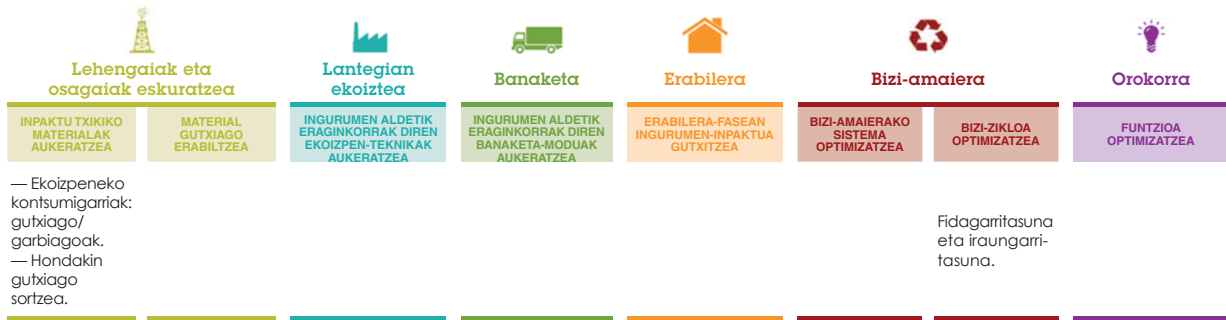 Lehengaiak eta
osagaiak eskuratzea
Lantegian
ekoiztea
Banaketa
Erabilera
Bizi-amaiera
Orokorra
INPAKTU TXIKIKO
MATERIALAK
AUKERATZEA
MATERIAL
GUTXIAGO
ERABILTZEA
INGURUMEN ALDETIK
ERAGINKORRAK DIREN
EKOIZPEN-TEKNIKAK
AUKERATZEA
INGURUMEN ALDETIK
ERAGINKORRAK DIREN
BANAKETA-MODUAK
AUKERATZEA
ERABILERA-FASEAN
INGURUMEN-INPAKTUA
GUTXITZEA
BIZI-AMAIERAKO
SISTEMA
OPTIMIZATZEA
BIZI-ZIKLOA
OPTIMIZATZEA
FUNTZIOA
OPTIMIZATZEA
— Ekoizpeneko
kontsumigarriak:
gutxiago/
garbiagoak.
— Hondakin
gutxiago
sortzea.
Fidagarritasuna
eta iraungarri-
tasuna.